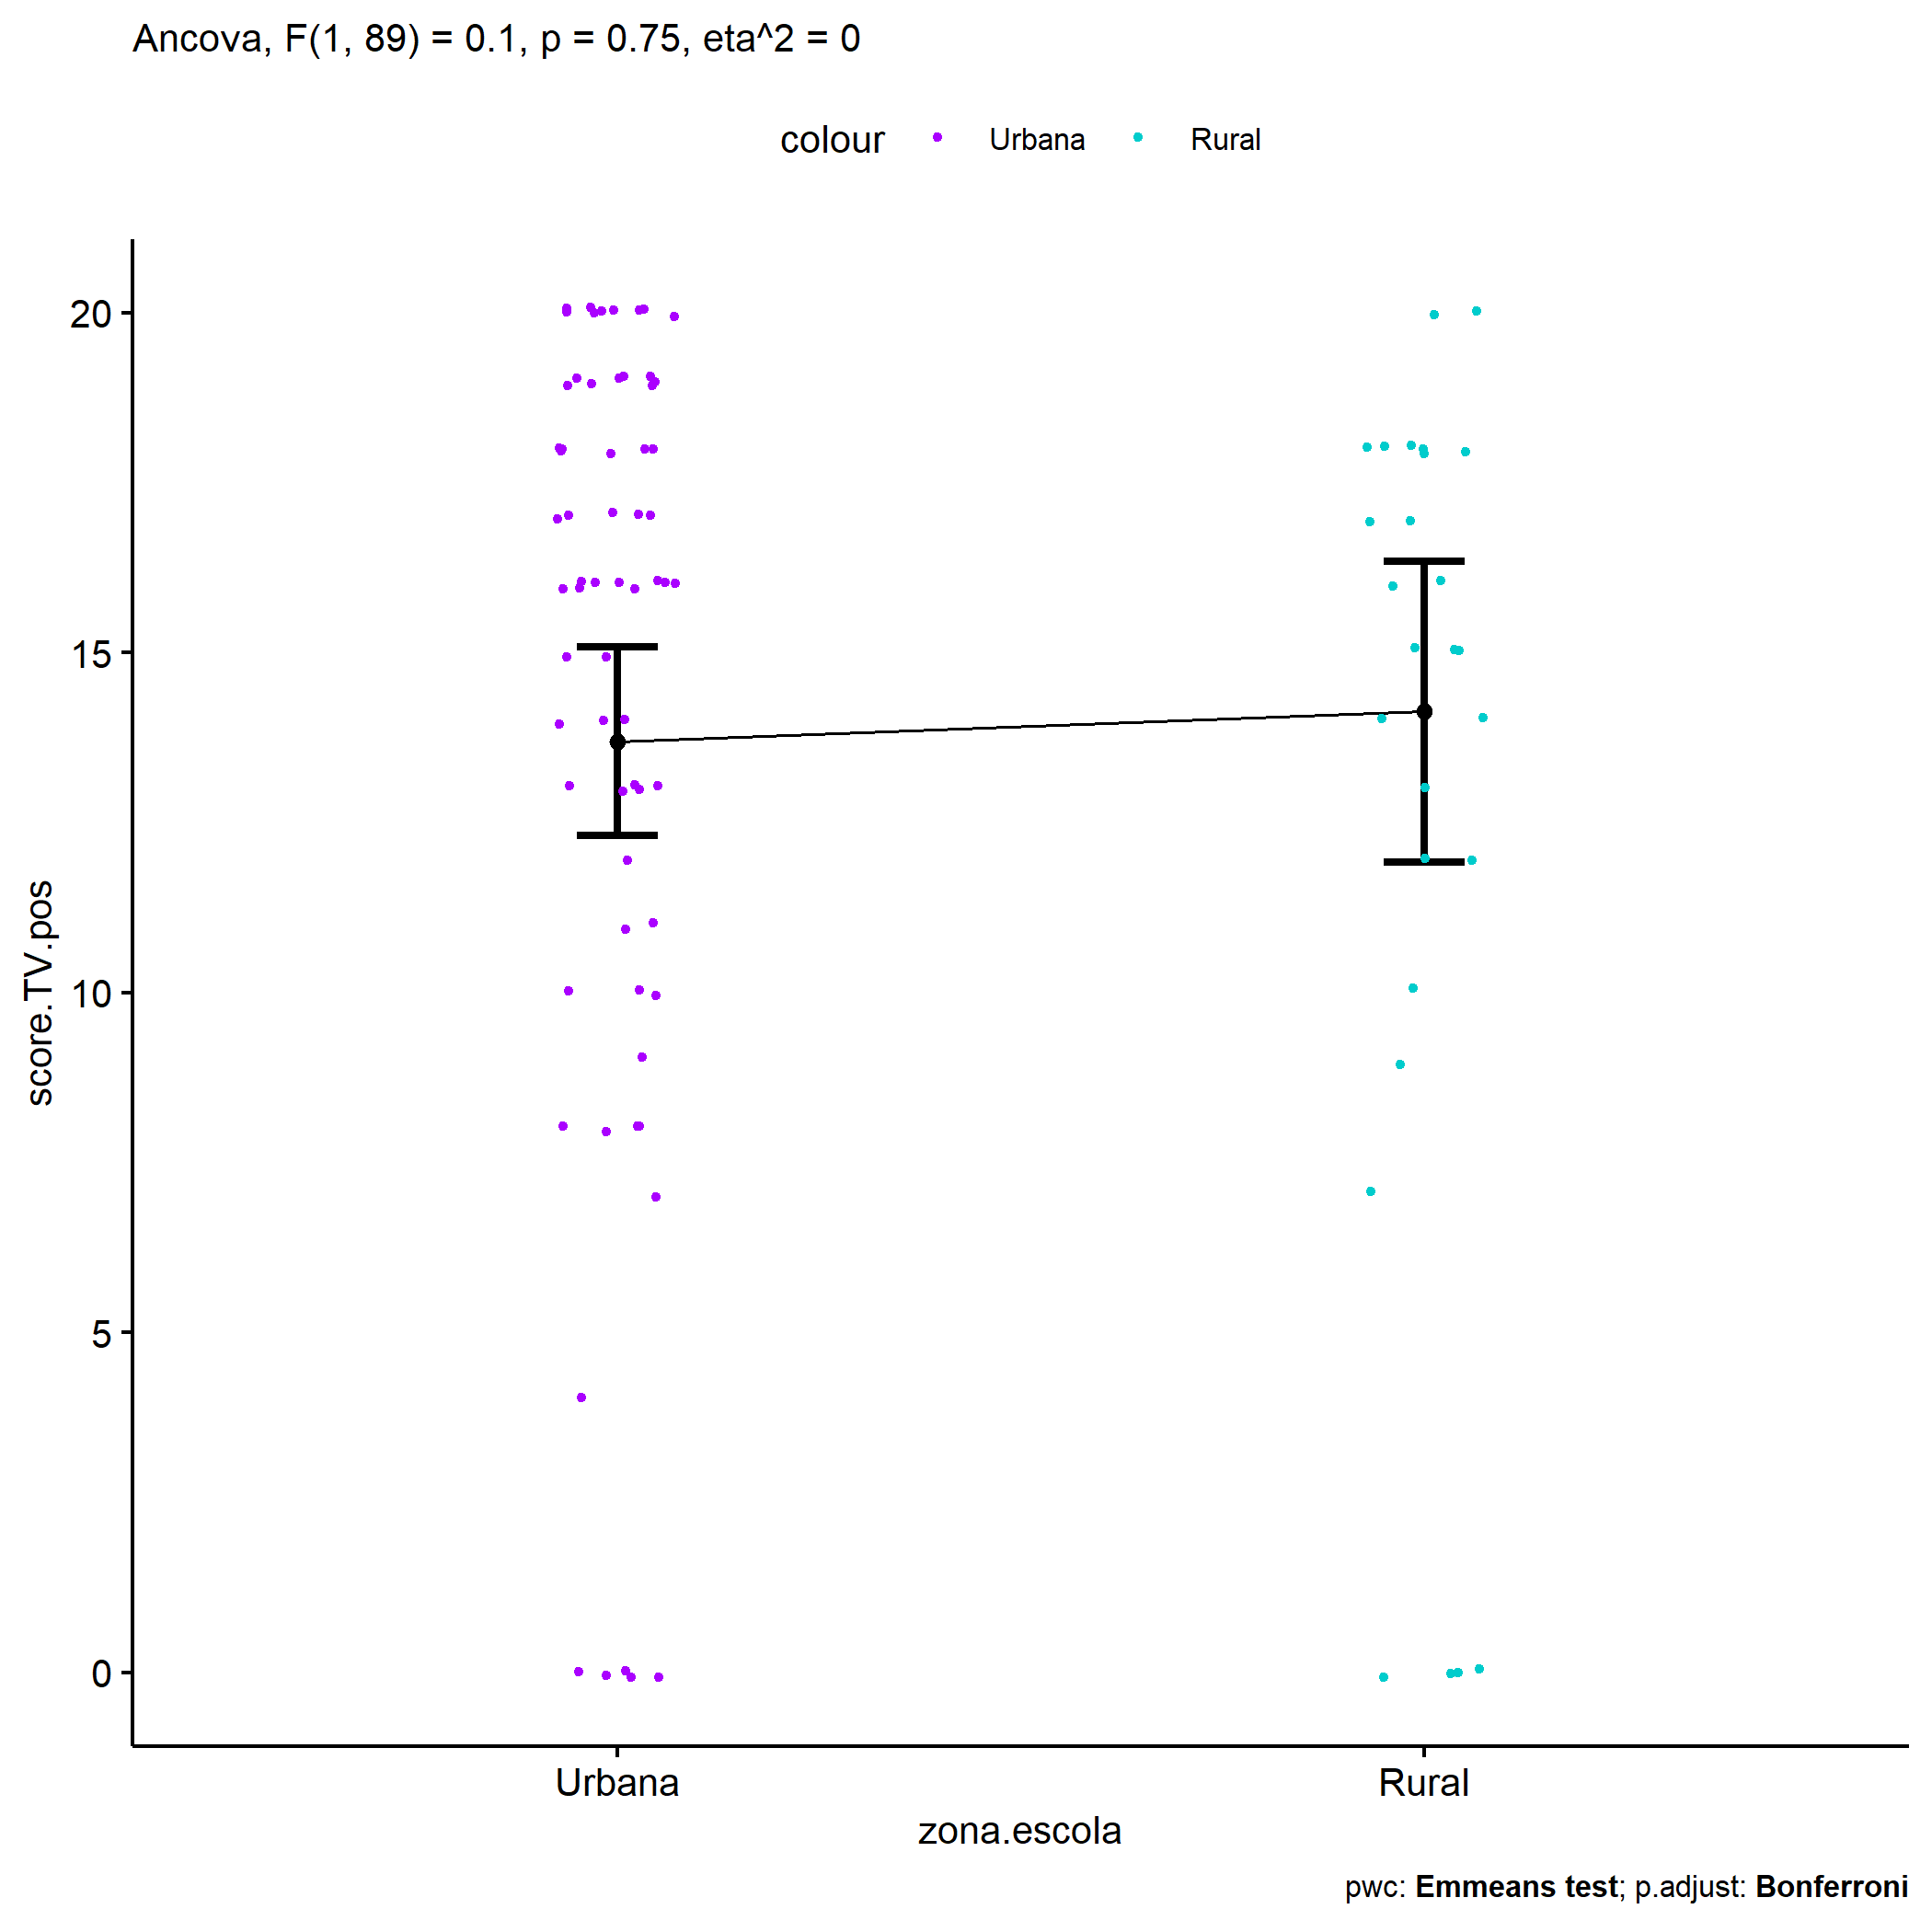 Ancova, F(1, 89) = 0.1, p = 0.75, eta^2 = 0
colour Urbana Rural
20
15
10
5
0
score.TV.pos
Urbana Rural
zona.escola
pwc: Emmeans test; p.adjust: Bonferroni